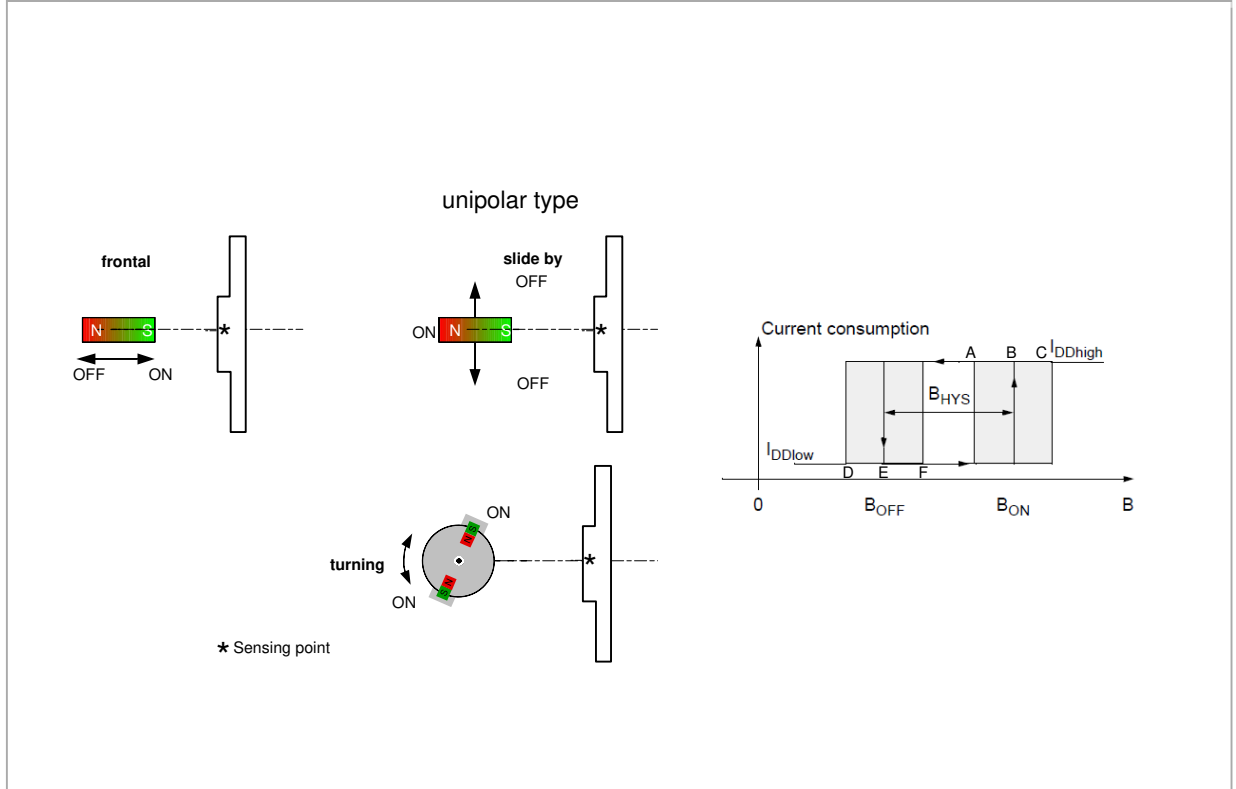 unipolar type
frontal
N S
OFF ON
slide by
OFF
ON N S
OFF
turning
ON
S
N
N
S
ON
* Sensing point
Current consumption
A B C IDDhigh
BHYS
IDDlow
D E F
0 BOFF BON B